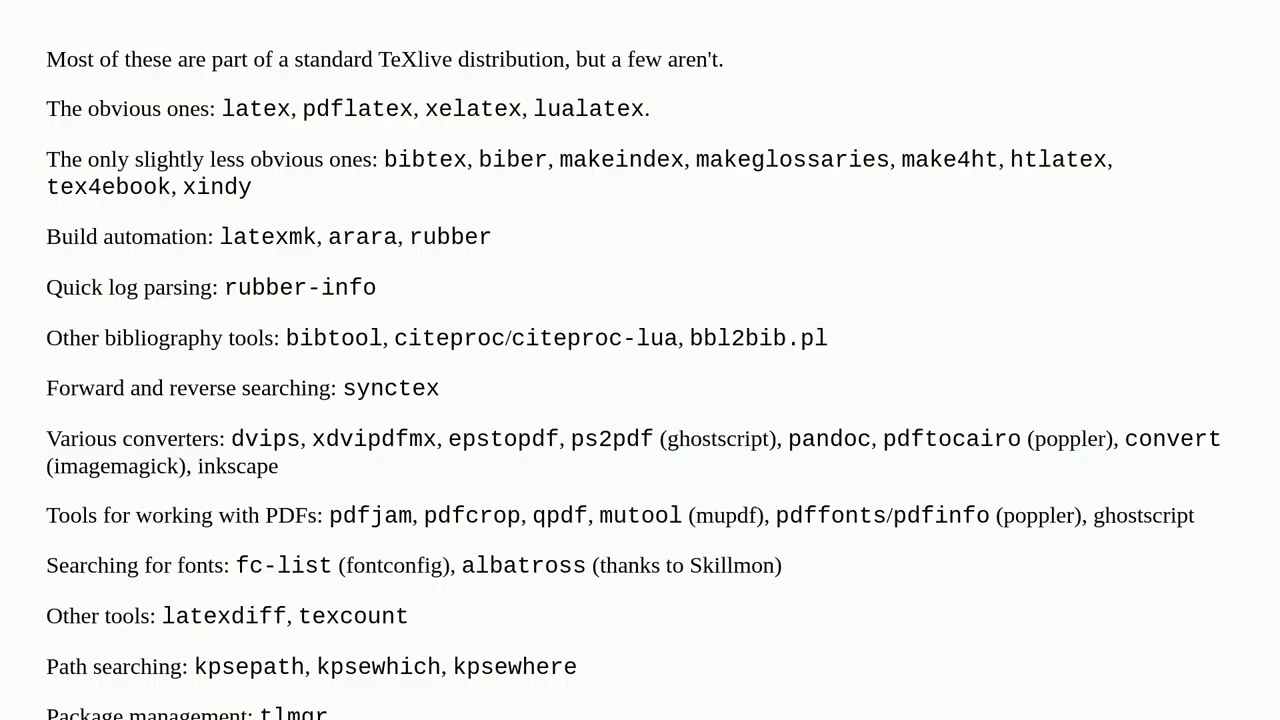 Most of these are part of a standard TeXlive distribution, but a few aren't.
The obvious ones: latex, pdflatex, xelatex, lualatex.
The only slightly less obvious ones: bibtex, biber, makeindex, makeglossaries, make4ht, htlatex,
tex4ebook, xindy
Build automation: latexmk, arara, rubber
Quick log parsing: rubber-info
Other bibliography tools: bibtool, citeproc/citeproc-lua, bbl2bib.pl
Forward and reverse searching: synctex
Various converters: dvips, xdvipdfmx, epstopdf, ps2pdf (ghostscript), pandoc, pdftocairo (poppler), convert
(imagemagick), inkscape
Tools for working with PDFs: pdfjam, pdfcrop, qpdf, mutool (mupdf), pdffonts/pdfinfo (poppler), ghostscript
Searching for fonts: fc-list (fontconfig), albatross (thanks to Skillmon)
Other tools: latexdiff, texcount
Path searching: kpsepath, kpsewhich, kpsewhere
Package management: tlmgr